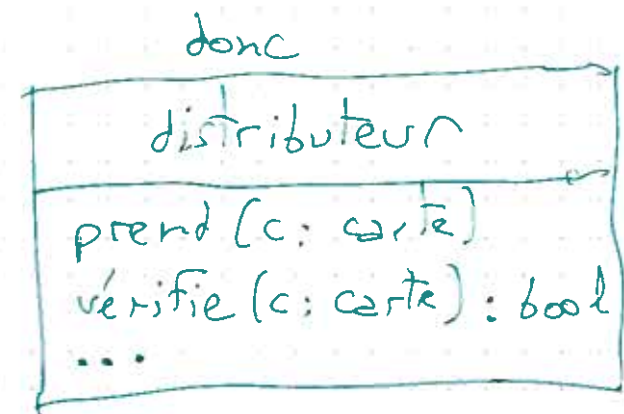 donc
distributeur
prend (c: carte)
vérifie (c: carte) : bool
...